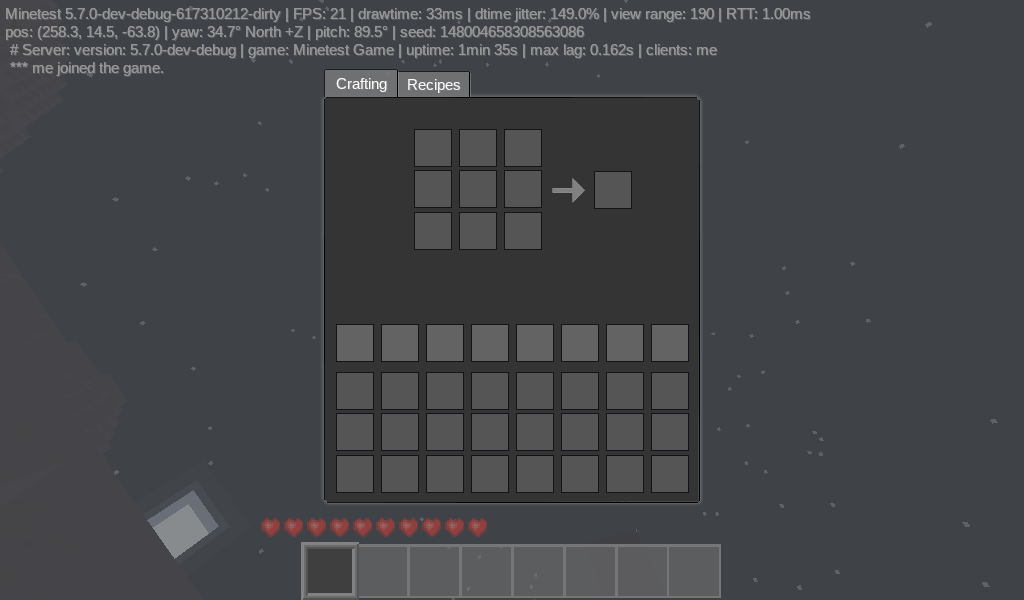 Minetest 5.7.0-dev-debug-617310212-dirty | FPS: 21 | drawtime: 33ms | dtime jitter: 149.0% | view range: 190 | RTT: 1.00ms
pos: (258.3, 14.5, -63.8) | yaw: 34.7° North +Z | pitch: 89.5° | seed: 148004658308563086
# Server: version: 5.7.0-dev-debug | game: Minetest Game | uptime: 1min 35s | max lag: 0.162s | clients: me
*** me joined the game.
Crafting Recipes